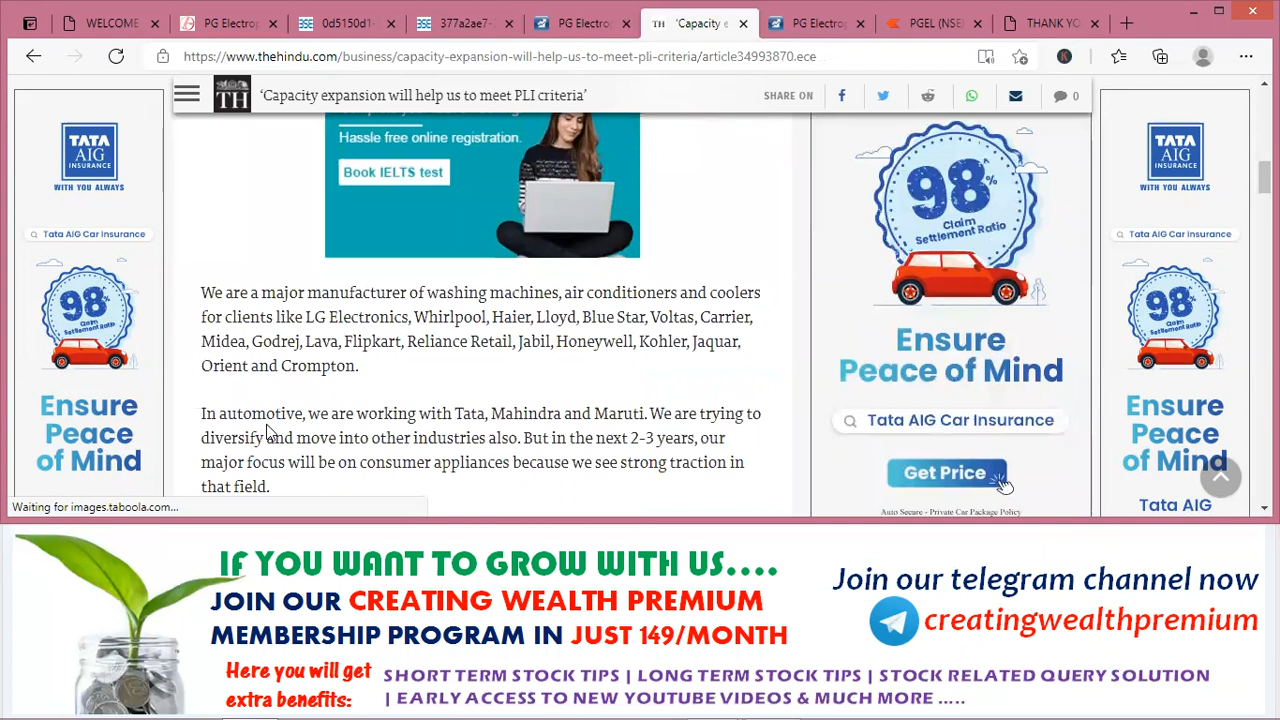 WELCOME
PG Electrop
0d5150d1-
377a2ae7-
PG Electro
TH 'Capacity e
PG Electrop
PGEL (NSE
THANK YO
https://www.thehindu.com/business/capacity-expansion-will-help-us-to-meet-pli-criteria/article34993870.ece
K
TH 'Capacity expansion will help us to meet PLI criteria' SHARE ON 0
Hassle free online registration.
Book IELTS test
We are a major manufacturer of washing machines, air conditioners and coolers
for clients like LG Electronics, Whirlpool, Haier, Lloyd, Blue Star, Voltas, Carrier,
Midea, Godrej, Lava, Flipkart, Reliance Retail, Jabil, Honeywell, Kohler, Jaquar,
Orient and Crompton.
In automotive, we are working with Tata, Mahindra and Maruti. We are trying to
diversify and move into other industries also. But in the next 2-3 years, our
major focus will be on consumer appliances because we see strong traction in
that field.
TATA
AIG
INSURANCE
WITH YOU ALWAYS
Tata AIG Car Insurance
98%
Claim
Settlement Ratio
Ensure
Peace
of Mind
98%
Claim
Settlement Ratio
Ensure
Peace of Mind
Tata AIG Car Insurance
Get Price
Auto Secure - Private Car Package Policy
TATA
AIG
INSURANCE
WITH YOU ALWAYS
Tata AIG Car Insurance
98%
Claim
Settlement Ratio
Ensure
Peace
of Mind
Tata AIG
Waiting for images.taboola.com...
IF YOU WANT TO GROW WITH US....
JOIN OUR CREATING WEALTH PREMIUM
MEMBERSHIP PROGRAM IN JUST 149/MONTH
Join our telegram channel now
creatingwealthpremium
Here you will get
extra benefits:
SHORT TERM STOCK TIPS | LONG TERM STOCK TIPS | STOCK RELATED QUERY SOLUTION
| EARLY ACCESS TO NEW YOUTUBE VIDEOS & MUCH MORE .....